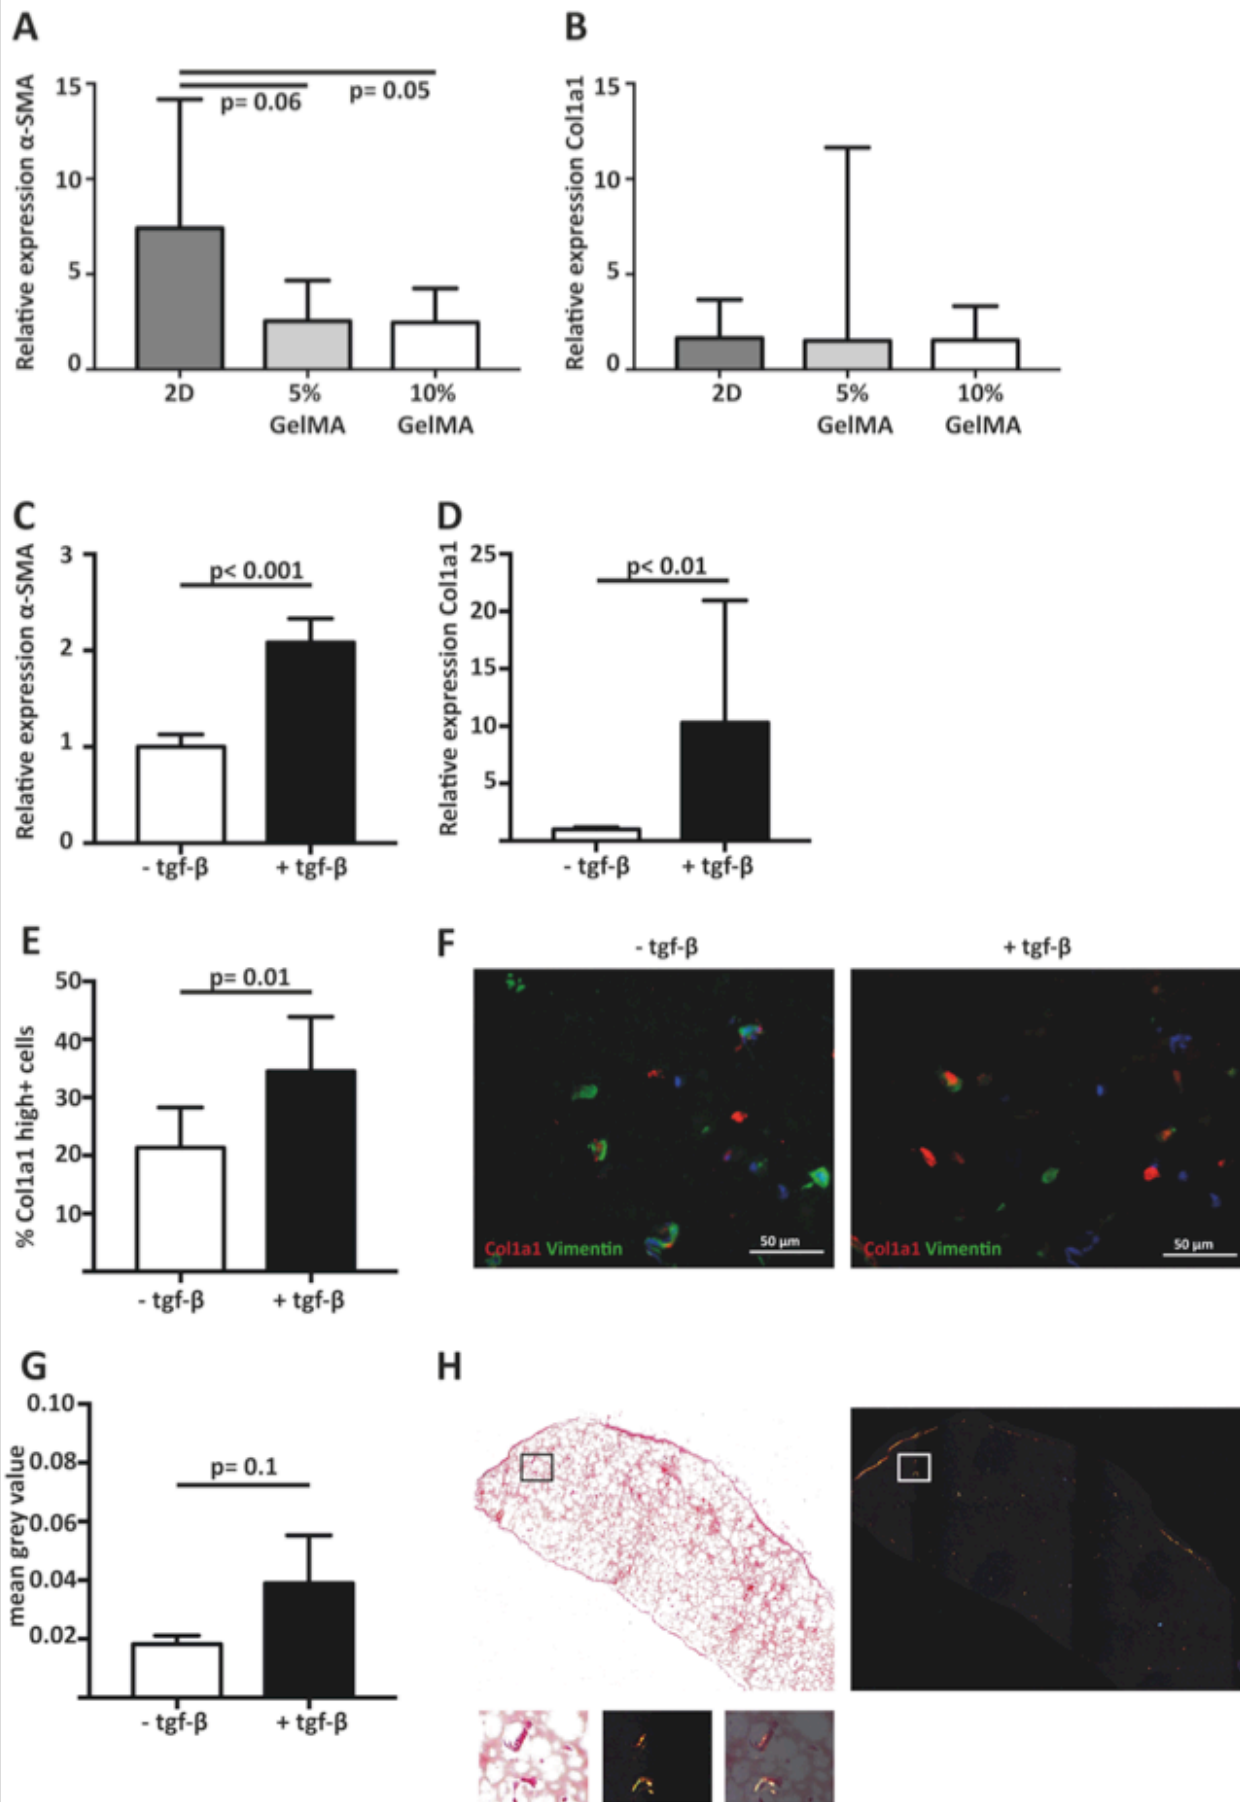 A
Relative expression α-SMA
15
10
5
0
p= 0.06
p= 0.05
2D
5%
GelMA
10%
GelMA
B
Relative expression Col1a1
15
10
5
0
2D
5%
GelMA
10%
GelMA
C
Relative expression α-SMA
3
2
1
0
p< 0.001
- tgf-β
+ tgf-β
D
Relative expression Col1a1
25
20
15
10
5
p< 0.01
- tgf-β
+ tgf-β
E
% Col1a1 high+ cells
50
40
30
20
10
p= 0.01
- tgf-β
+ tgf-β
F
- tgf-β
+ tgf-β
Col1a1 Vimentin
50 µm
Col1a1 Vimentin
50 µm
G
mean grey value
0.10
0.08
0.06
0.04
0.02
p= 0.1
- tgf-β
+ tgf-β
H